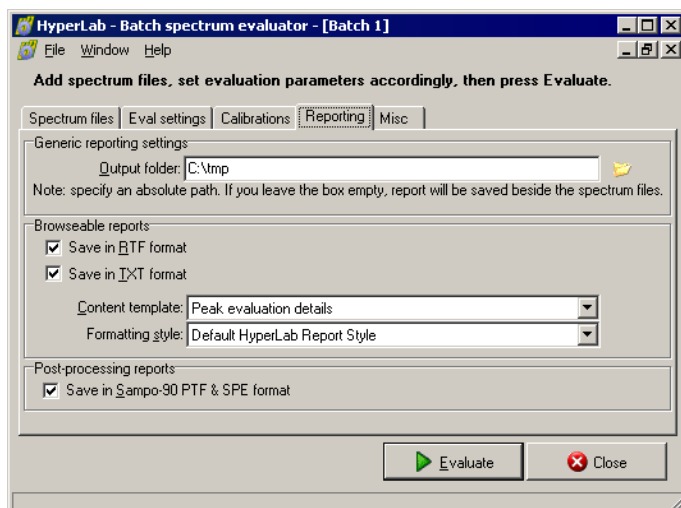 HyperLab - Batch spectrum evaluator - [Batch 1]
File Window Help
Add spectrum files, set evaluation parameters accordingly, then press Evaluate.
Spectrum files Eval settings Calibrations Reporting Misc
Generic reporting settings
Output folder: C:\tmp
Note: specify an absolute path. If you leave the box empty, report will be saved beside the spectrum files.
Browseable reports
Save in RTF format
Save in TXT format
Content template: Peak evaluation details
Formatting style: Default HyperLab Report Style
Post-processing reports
Save in Sampo-90 PTF & SPE format
Evaluate Close